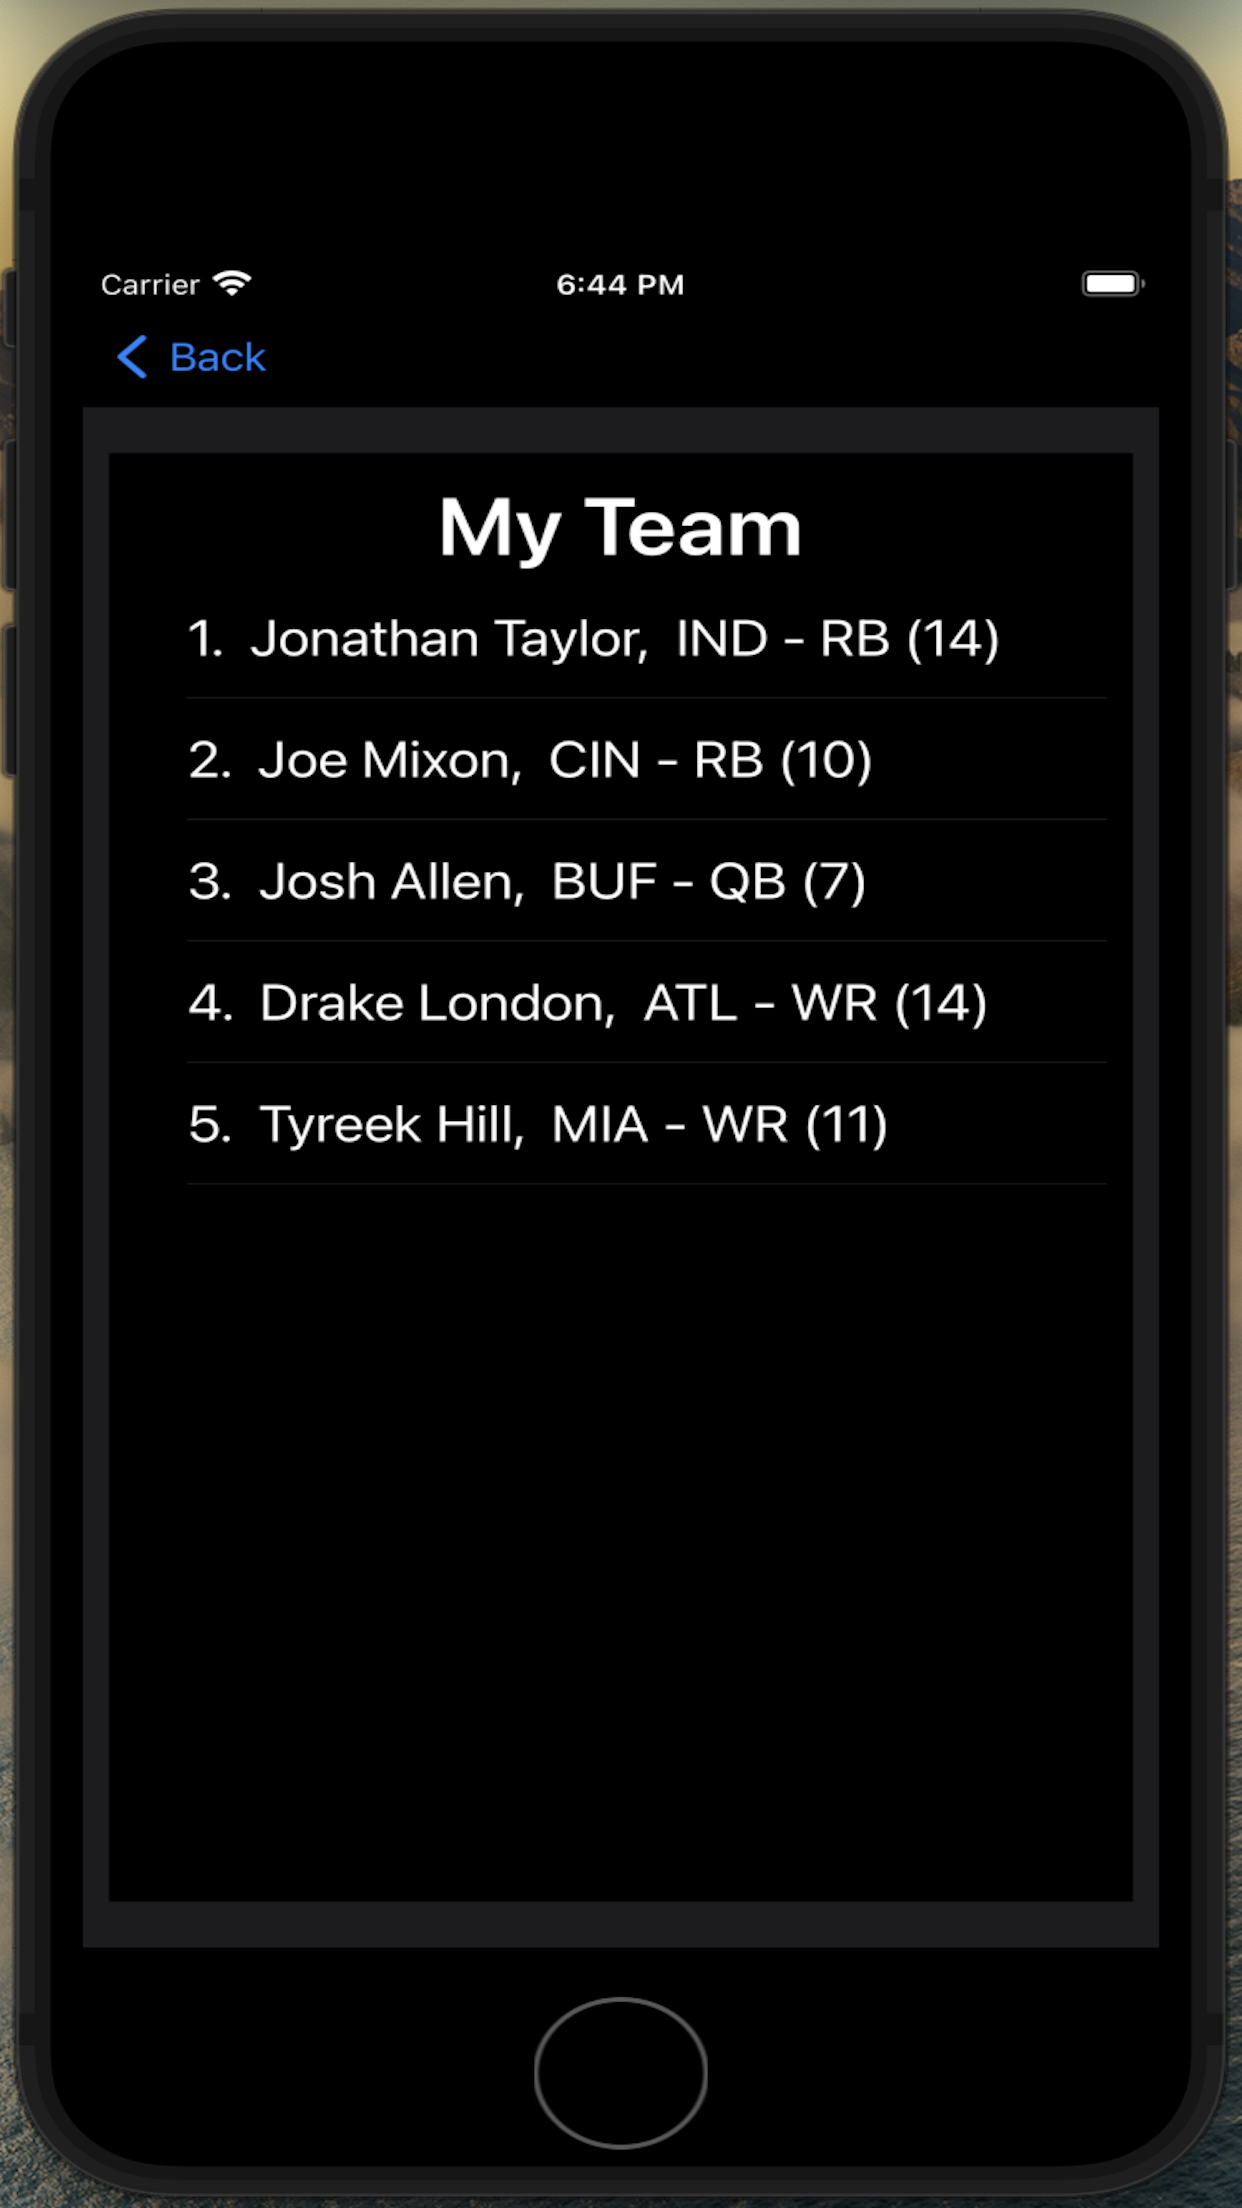 Carrier 6:44 PM
Back
My Team
1. Jonathan Taylor, IND - RB (14)
2. Joe Mixon, CIN - RB (10)
3. Josh Allen, BUF - QB (7)
4. Drake London, ATL - WR (14)
5. Tyreek Hill, MIA - WR (11)